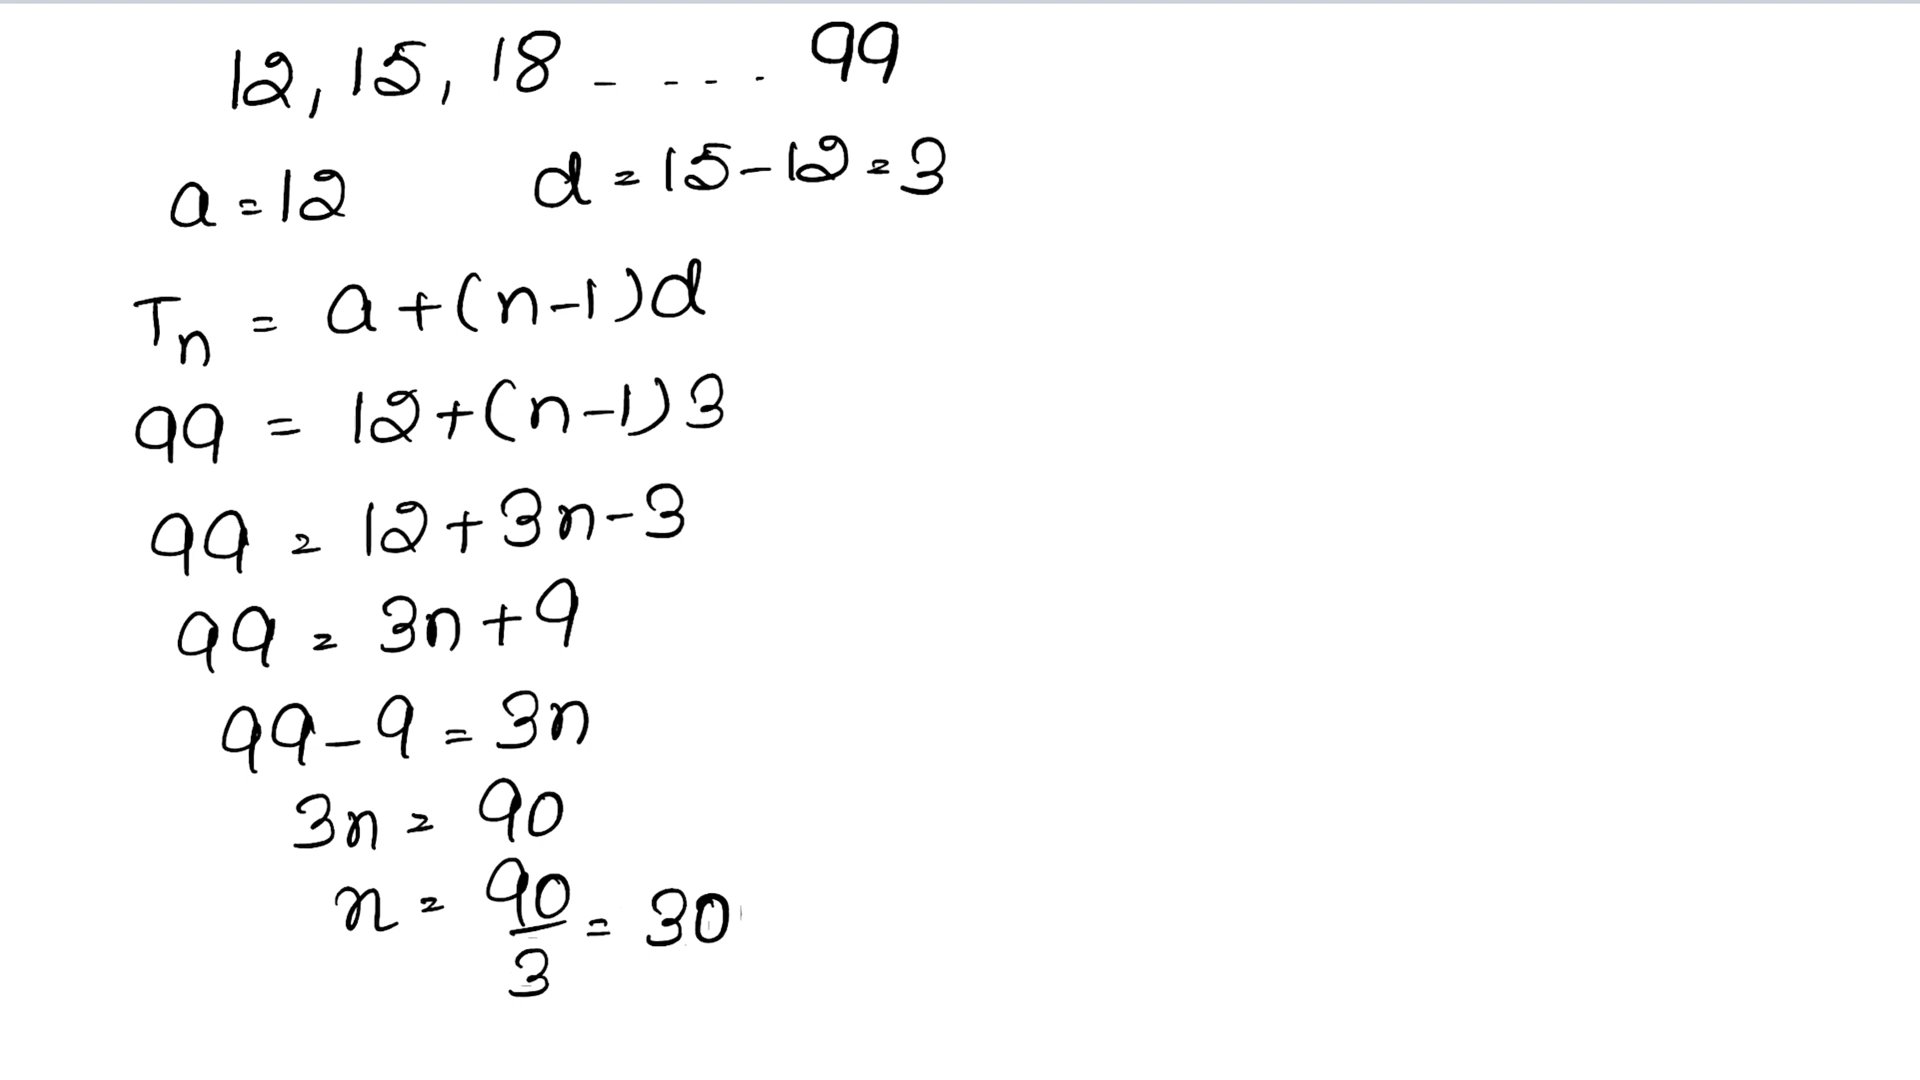 12, 15, 18 - - - - . 99
a = 12 d = 15 - 12 = 3
Tn = a + (n-1)d
99 = 12 + (n-1)3
99 = 12 + 3n - 3
99 = 3n + 9
99 - 9 = 3n
3n = 90
n = 90/3 = 30